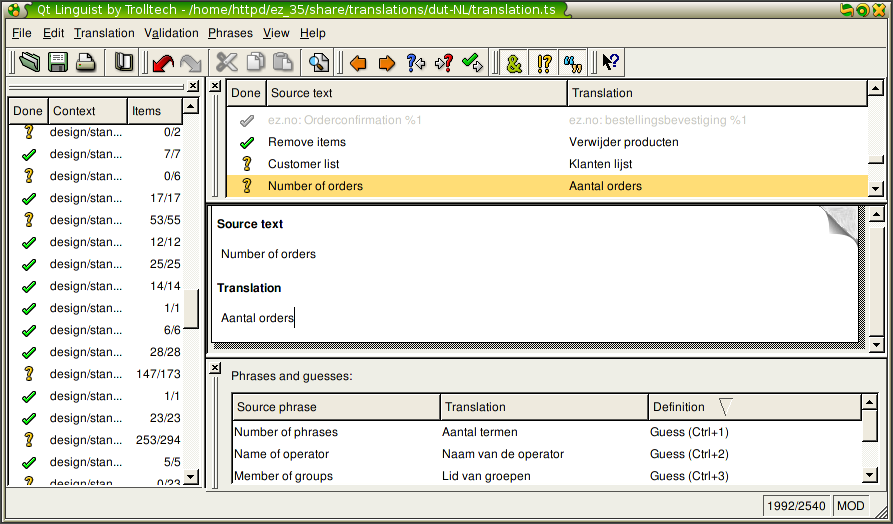 Qt Linguist by Trolltech - /home/httpd/ez_35/share/translations/dut-NL/translation.ts
File Edit Translation Validation Phrases View Help
Done Context Items
design/stan... 0/2
design/stan... 7/7
design/stan... 0/6
design/stan... 17/17
design/stan... 53/55
design/stan... 12/12
design/stan... 25/25
design/stan... 14/14
design/stan... 1/1
design/stan... 6/6
design/stan... 28/28
design/stan... 147/173
design/stan... 1/1
design/stan... 23/23
design/stan... 253/294
design/stan... 5/5
design/stan... 0/23
Done Source text Translation
ez.no: Orderconfirmation %1 ez.no: bestellingsbevestiging %1
Remove items Verwijder producten
Customer list Klanten lijst
Number of orders Aantal orders
Source text
Number of orders
Translation
Aantal orders
Phrases and guesses:
Source phrase Translation Definition
Number of phrases Aantal termen Guess (Ctrl+1)
Name of operator Naam van de operator Guess (Ctrl+2)
Member of groups Lid van groepen Guess (Ctrl+3)
1992/2540 MOD